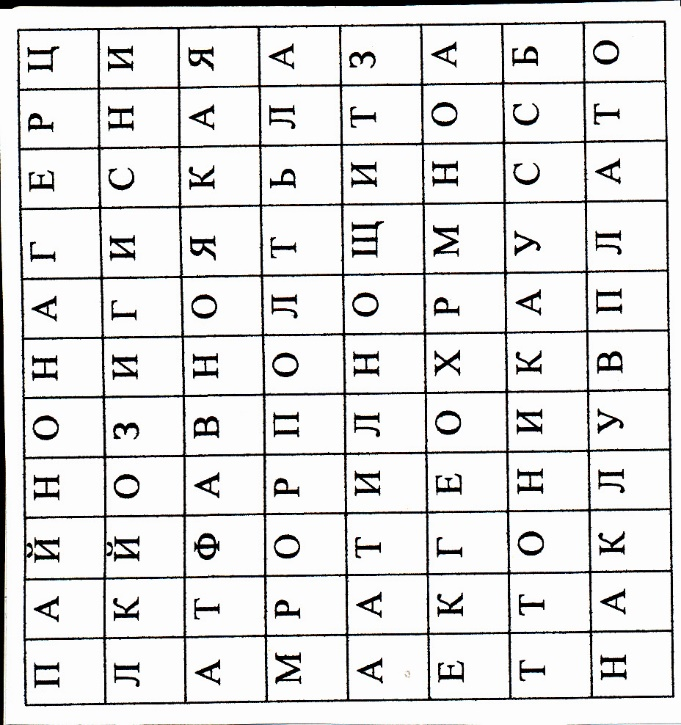 П А Й Н О Н А Г Е Р Ц
Л К Й О З И Г И С Н И
А Т Ф А В Н О Я К А Я
М Р О Р П О Л Т Ь Л А
А А Т И Л Н О Щ И Т З
Е К Г Е О Х Р М Н О А
Т Т О Н И К А У С С Б
Н А К Л У В П Л А Т О